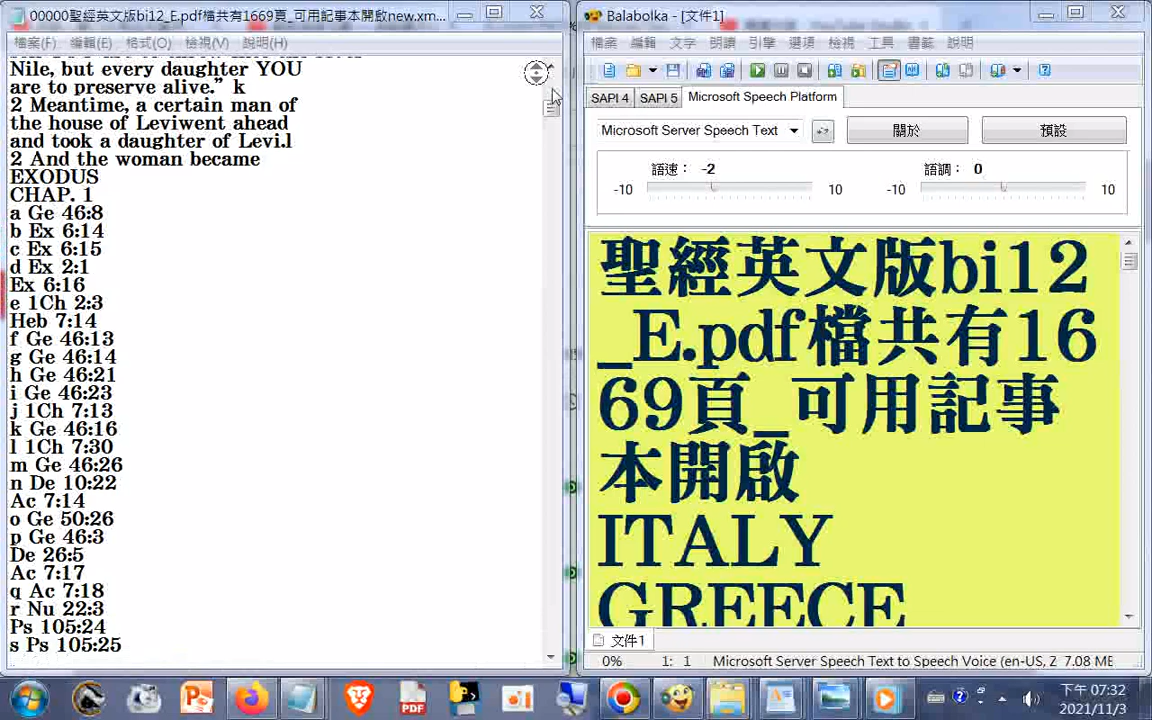 00000聖經英文版bi12_E.pdf檔共有1669頁_可用記事本開啟new.xm...
檔案(F) 編輯(E) 格式(O) 檢視(V) 說明(H)
Nile, but every daughter YOU
are to preserve alive.” k
2 Meantime, a certain man of
the house of Leviwent ahead
and took a daughter of Levi.l
2 And the woman became
EXODUS
CHAP. 1
a Ge 46:8
b Ex 6:14
c Ex 6:15
d Ex 2:1
Ex 6:16
e 1Ch 2:3
Heb 7:14
f Ge 46:13
g Ge 46:14
h Ge 46:21
i Ge 46:23
j 1Ch 7:13
k Ge 46:16
l 1Ch 7:30
m Ge 46:26
n De 10:22
Ac 7:14
o Ge 50:26
p Ge 46:3
De 26:5
Ac 7:17
q Ac 7:18
r Nu 22:3
Ps 105:24
s Ps 105:25
Balabolka - [文件1]
檔案 編輯 文字 朗讀 引擎 選項 檢視 工具 書籤 說明
SAPI 4 SAPI 5 Microsoft Speech Platform
Microsoft Server Speech Text 關於 預設
語速： -2 語調： 0
-10 10 -10 10
聖經英文版bi12
_E.pdf檔共有16
69頁_可用記事
本開啟
ITALY
GREECE
文件1
0% 1: 1 Microsoft Server Speech Text to Speech Voice (en-US, 2 7.08 ME
下午 07:32
2021/11/3